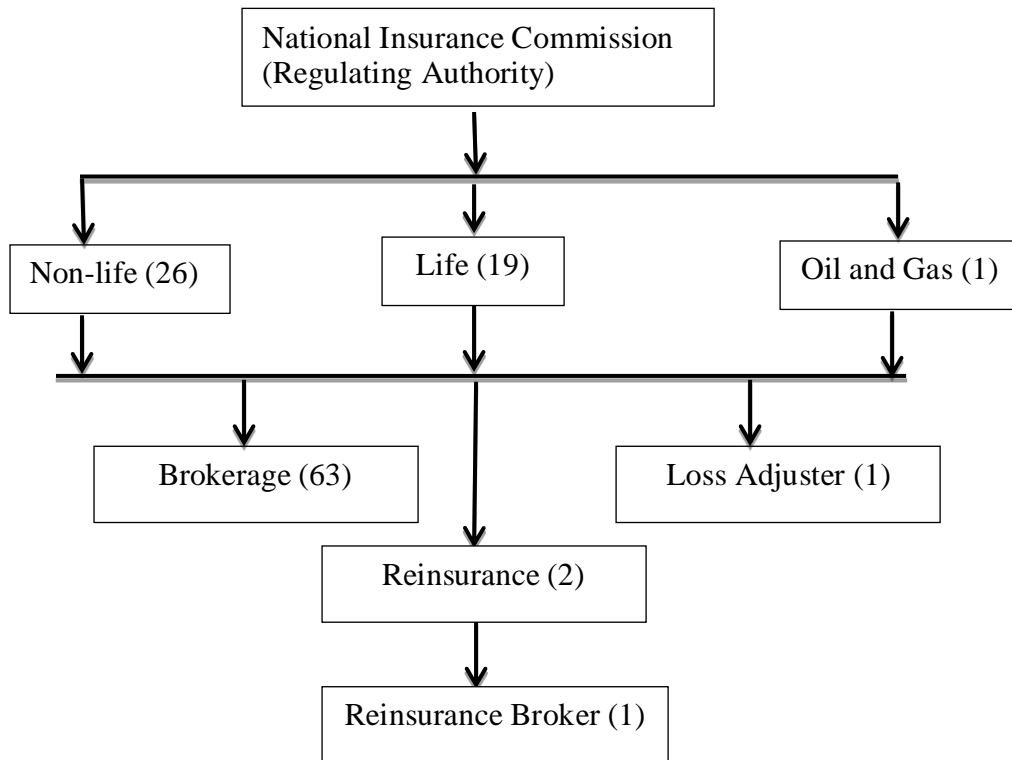 National Insurance Commission
(Regulating Authority)
Non-life (26)
Life (19)
Oil and Gas (1)
Brokerage (63)
Loss Adjuster (1)
Reinsurance (2)
Reinsurance Broker (1)